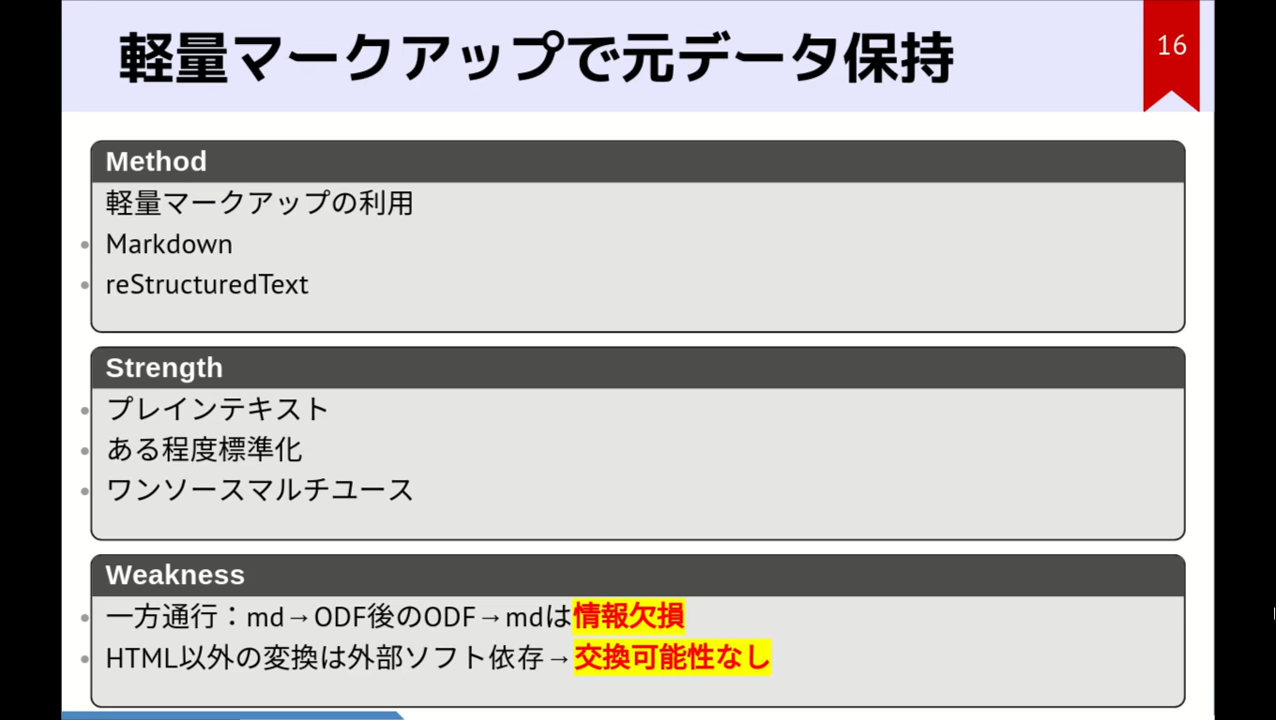 軽量マークアップで元データ保持
16
Method
軽量マークアップの利用
• Markdown
• reStructuredText
Strength
• プレインテキスト
• ある程度標準化
• ワンソースマルチユース
Weakness
• 一方通行：md→ODF後のODF→mdは情報欠損
• HTML以外の変換は外部ソフト依存→交換可能性なし